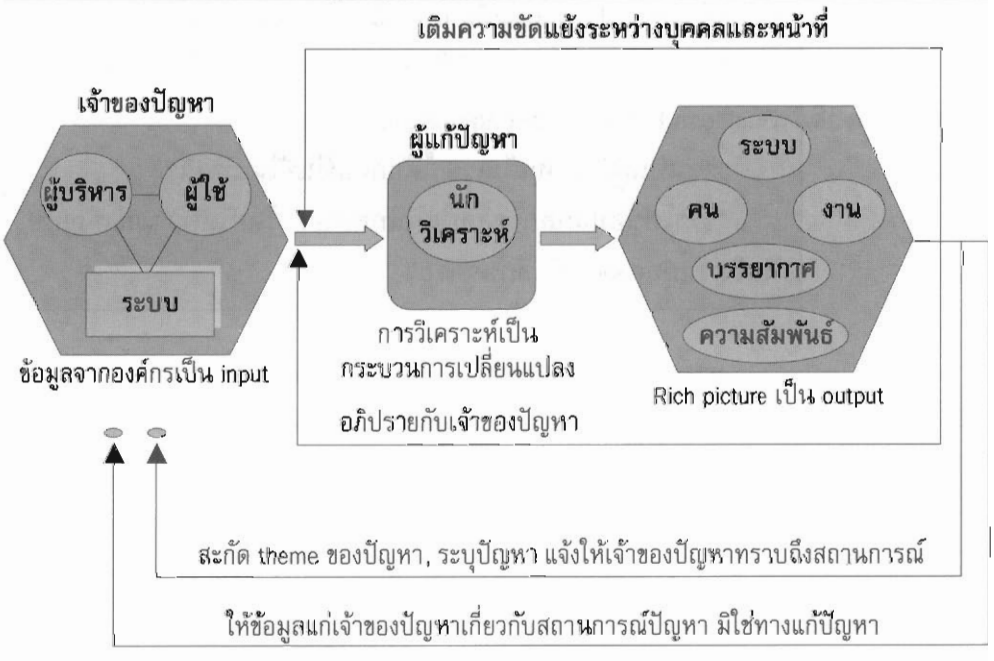 เติมความขัดแย้งระหว่างบุคคลและหน้าที่
เจ้าของปัญหา
ผู้บริหาร
ผู้ใช้
ระบบ
ข้อมูลจากองค์กรเป็น input
ผู้แก้ปัญหา
นัก
วิเคราะห์
การวิเคราะห์เป็น
กระบวนการเปลี่ยนแปลง
อภิปรายกับเจ้าของปัญหา
ระบบ
คน
งาน
บรรยากาศ
ความสัมพันธ์
Rich picture เป็น output
สะกัด theme ของปัญหา, ระบุปัญหา แจ้งให้เจ้าของปัญหาทราบถึงสถานการณ์
ให้ข้อมูลแก่เจ้าของปัญหาเกี่ยวกับสถานการณ์ปัญหา มิใช่ทางแก้ปัญหา